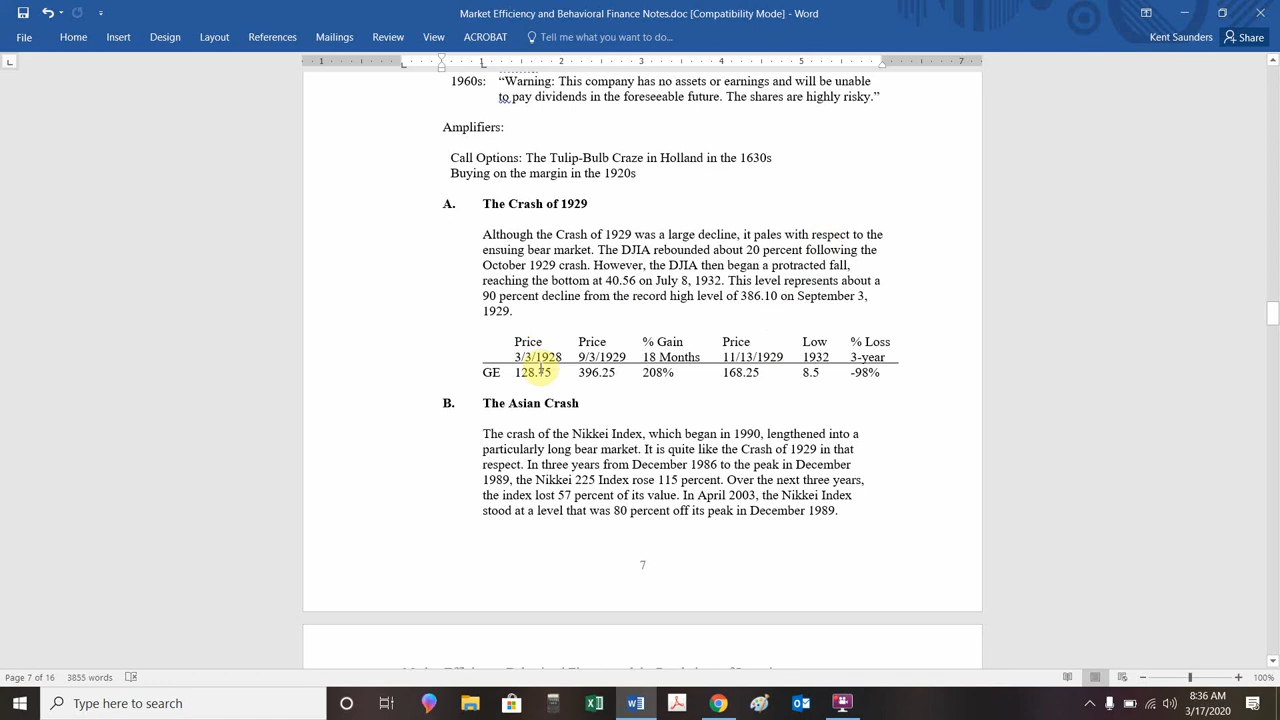 Market Efficiency and Behavioral Finance Notes.doc [Compatibility Mode] - Word
File Home Insert Design Layout References Mailings Review View ACROBAT Tell me what you want to do... Kent Saunders Share
1 1 2 3 4 5 7
1960s: “Warning: This company has no assets or earnings and will be unable
to pay dividends in the foreseeable future. The shares are highly risky.”
Amplifiers:
Call Options: The Tulip-Bulb Craze in Holland in the 1630s
Buying on the margin in the 1920s
A. The Crash of 1929
Although the Crash of 1929 was a large decline, it pales with respect to the
ensuing bear market. The DJIA rebounded about 20 percent following the
October 1929 crash. However, the DJIA then began a protracted fall,
reaching the bottom at 40.56 on July 8, 1932. This level represents about a
90 percent decline from the record high level of 386.10 on September 3,
1929.
Price Price % Gain Price Low % Loss
3/3/1928 9/3/1929 18 Months 11/13/1929 1932 3-year
GE 128.75 396.25 208% 168.25 8.5 -98%
B. The Asian Crash
The crash of the Nikkei Index, which began in 1990, lengthened into a
particularly long bear market. It is quite like the Crash of 1929 in that
respect. In three years from December 1986 to the peak in December
1989, the Nikkei 225 Index rose 115 percent. Over the next three years,
the index lost 57 percent of its value. In April 2003, the Nikkei Index
stood at a level that was 80 percent off its peak in December 1989.
7
Page 7 of 16 3855 words 100%
Type here to search
8:36 AM
3/17/2020